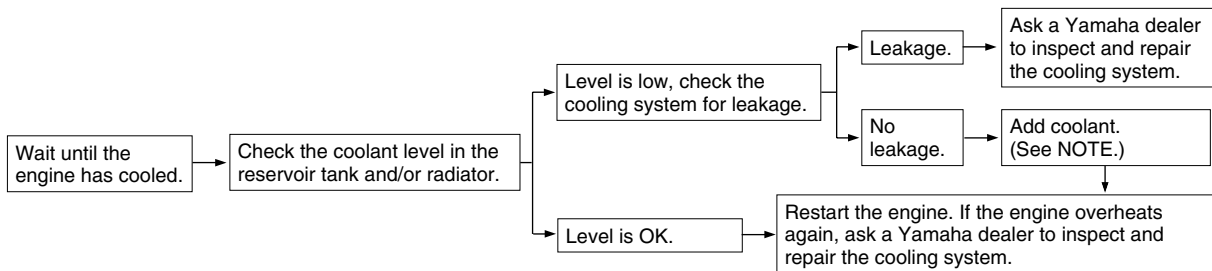 Wait until the
engine has cooled.
Check the coolant level in the
reservoir tank and/or radiator.
Level is low, check the
cooling system for leakage.
Leakage.
Ask a Yamaha dealer
to inspect and repair
the cooling system.
No
leakage.
Add coolant.
(See NOTE.)
Level is OK.
Restart the engine. If the engine overheats
again, ask a Yamaha dealer to inspect and
repair the cooling system.